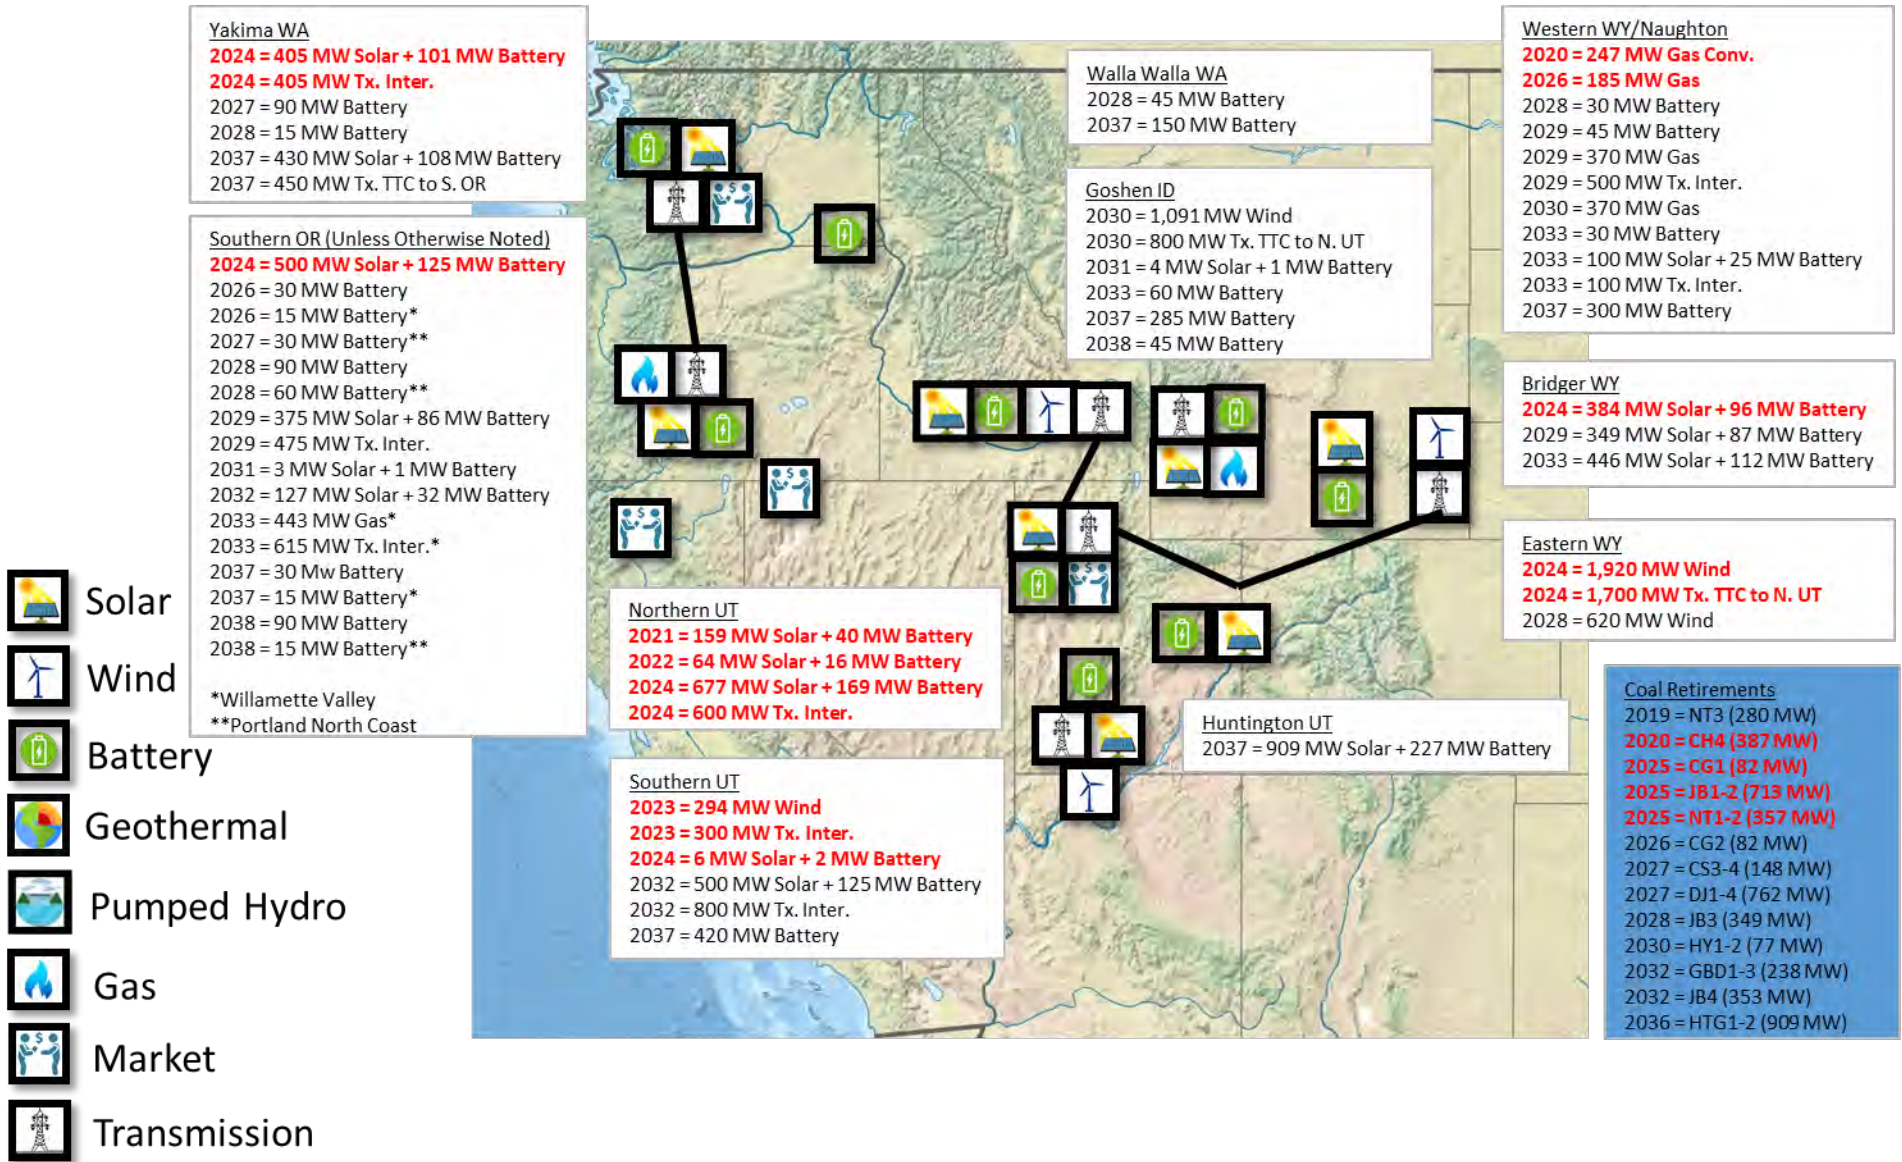 Yakima WA
2024 = 405 MW Solar + 101 MW Battery
2024 = 405 MW Tx. Inter.
2027 = 90 MW Battery
2028 = 15 MW Battery
2037 = 430 MW Solar + 108 MW Battery
2037 = 450 MW Tx. TTC to S. OR
Southern OR (Unless Otherwise Noted)
2024 = 500 MW Solar + 125 MW Battery
2026 = 30 MW Battery
2026 = 15 MW Battery*
2027 = 30 MW Battery**
2028 = 90 MW Battery
2028 = 60 MW Battery**
2029 = 375 MW Solar + 86 MW Battery
2029 = 475 MW Tx. Inter.
2031 = 3 MW Solar + 1 MW Battery
2032 = 127 MW Solar + 32 MW Battery
2033 = 443 MW Gas*
2033 = 615 MW Tx. Inter.*
2037 = 30 Mw Battery
2037 = 15 MW Battery*
2038 = 90 MW Battery
2038 = 15 MW Battery**
*Willamette Valley
**Portland North Coast
Walla Walla WA
2028 = 45 MW Battery
2037 = 150 MW Battery
Goshen ID
2030 = 1,091 MW Wind
2030 = 800 MW Tx. TTC to N. UT
2031 = 4 MW Solar + 1 MW Battery
2033 = 60 MW Battery
2037 = 285 MW Battery
2038 = 45 MW Battery
Western WY/Naughton
2020 = 247 MW Gas Conv.
2026 = 185 MW Gas
2028 = 30 MW Battery
2029 = 45 MW Battery
2029 = 370 MW Gas
2029 = 500 MW Tx. Inter.
2030 = 370 MW Gas
2033 = 30 MW Battery
2033 = 100 MW Solar + 25 MW Battery
2033 = 100 MW Tx. Inter.
2037 = 300 MW Battery
Bridger WY
2024 = 384 MW Solar + 96 MW Battery
2029 = 349 MW Solar + 87 MW Battery
2033 = 446 MW Solar + 112 MW Battery
Eastern WY
2024 = 1,920 MW Wind
2024 = 1,700 MW Tx. TTC to N. UT
2028 = 620 MW Wind
Northern UT
2021 = 159 MW Solar + 40 MW Battery
2022 = 64 MW Solar + 16 MW Battery
2024 = 677 MW Solar + 169 MW Battery
2024 = 600 MW Tx. Inter.
Huntington UT
2037 = 909 MW Solar + 227 MW Battery
Southern UT
2023 = 294 MW Wind
2023 = 300 MW Tx. Inter.
2024 = 6 MW Solar + 2 MW Battery
2032 = 500 MW Solar + 125 MW Battery
2032 = 800 MW Tx. Inter.
2037 = 420 MW Battery
Coal Retirements
2019 = NT3 (280 MW)
2020 = CH4 (387 MW)
2025 = CG1 (82 MW)
2025 = JB1-2 (713 MW)
2025 = NT1-2 (357 MW)
2026 = CG2 (82 MW)
2027 = CS3-4 (148 MW)
2027 = DJ1-4 (762 MW)
2028 = JB3 (349 MW)
2030 = HY1-2 (77 MW)
2032 = GBD1-3 (238 MW)
2032 = JB4 (353 MW)
2036 = HTG1-2 (909 MW)
Solar
Wind
Battery
Geothermal
Pumped Hydro
Gas
Market
Transmission